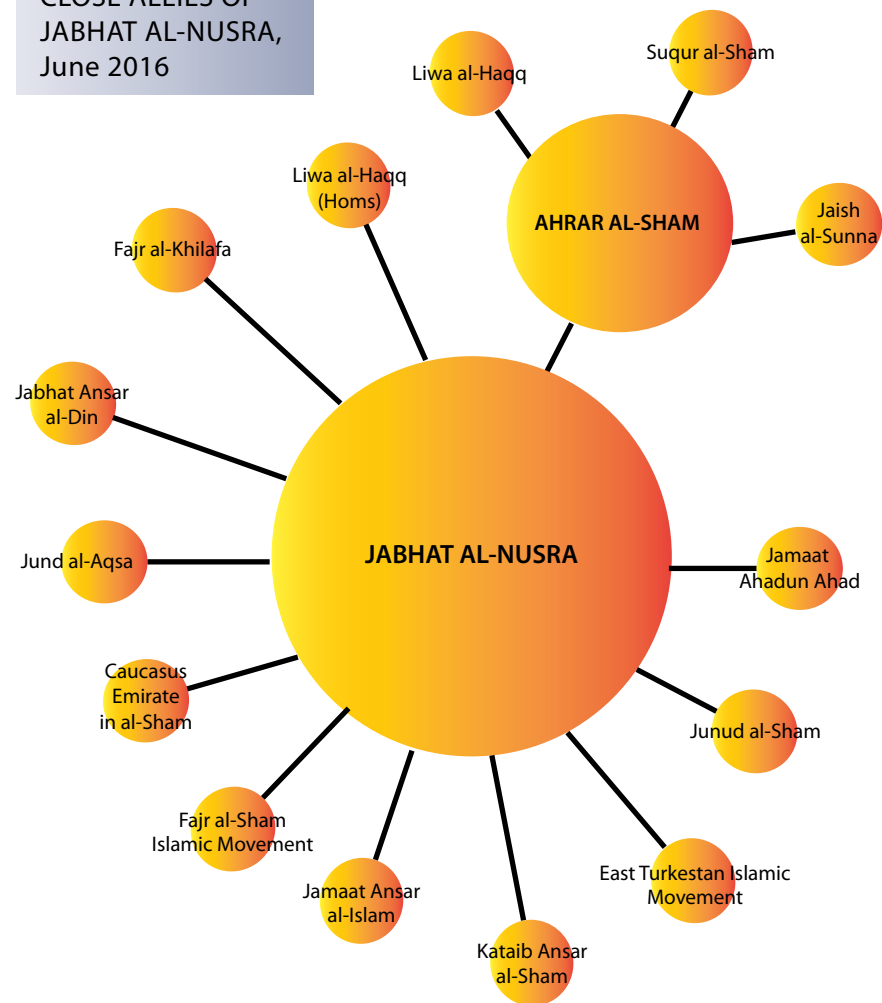 CLOSE ALLIES OF
JABHAT AL-NUSRA,
June 2016
Suqur al-Sham
Liwa al-Haqq
Liwa al-Haqq
(Homs)
Jaish
al-Sunna
AHRAR AL-SHAM
Fajr al-Khilafa
Jabhat Ansar
al-Din
JABHAT AL-NUSRA
Jund al-Aqsa
Jamaat
Ahadun Ahad
Caucasus
Emirate
in al-Sham
Junud al-Sham
Fajr al-Sham
Islamic Movement
East Turkestan Islamic
Movement
Jamaat Ansar
al-Islam
Kataib Ansar
al-Sham